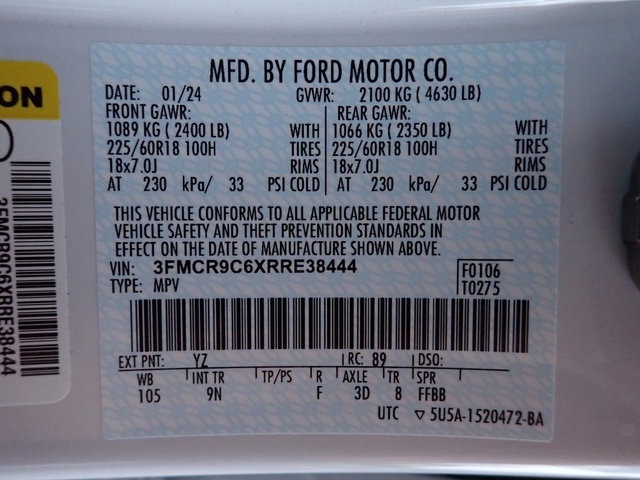 MFD. BY FORD MOTOR CO.
DATE: 01/24 GVWR: 2100 KG ( 4630 LB)
FRONT GAWR: REAR GAWR:
1089 KG ( 2400 LB) WITH 1066 KG ( 2350 LB) WITH
225/60R18 100H TIRES 225/60R18 100H TIRES
18x7.0J RIMS 18x7.0J RIMS
AT 230 kPa/ 33 PSI COLD AT 230 kPa/ 33 PSI COLD
THIS VEHICLE CONFORMS TO ALL APPLICABLE FEDERAL MOTOR
VEHICLE SAFETY AND THEFT PREVENTION STANDARDS IN
EFFECT ON THE DATE OF MANUFACTURE SHOWN ABOVE.
VIN: 3FMCR9C6XRRE38444 F0106
TYPE: MPV T0275
EXT PNT: YZ RC: 89 DSO:
WB INT TR TP/PS R AXLE TR SPR
105 9N F 3D 8 FFBB
UTC ▽ 5U5A-1520472-BA
ON
3FMCR9C6XRRE38444